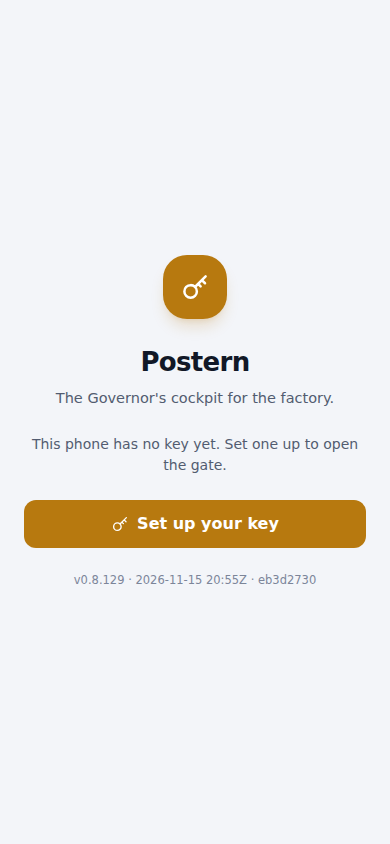 Postern
The Governor's cockpit for the factory.
This phone has no key yet. Set one up to open
the gate.
Set up your key
v0.8.129 · 2026-11-15 20:55Z · eb3d2730